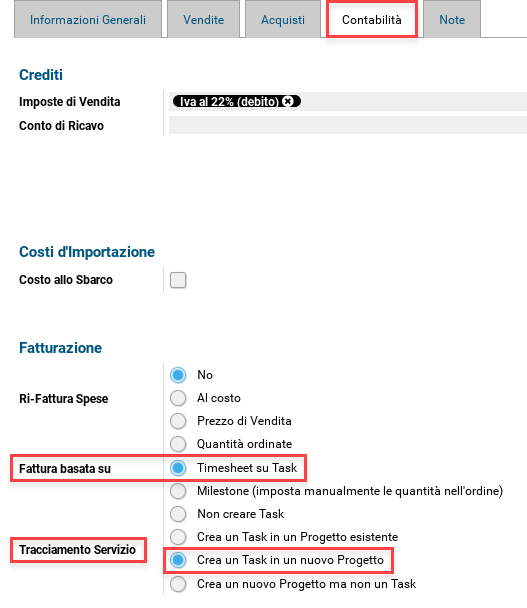 Informazioni Generali Vendite Acquisti Contabilità Note
Crediti
Imposte di Vendita Iva al 22% (debito)
Conto di Ricavo
Costi d'Importazione
Costo allo Sbarco
Fatturazione
No
Ri-Fattura Spese Al costo
Prezzo di Vendita
Quantità ordinate
Fattura basata su Timesheet su Task
Milestone (imposta manualmente le quantità nell'ordine)
Non creare Task
Crea un Task in un Progetto esistente
Tracciamento Servizio
Crea un Task in un nuovo Progetto
Crea un nuovo Progetto ma non un Task